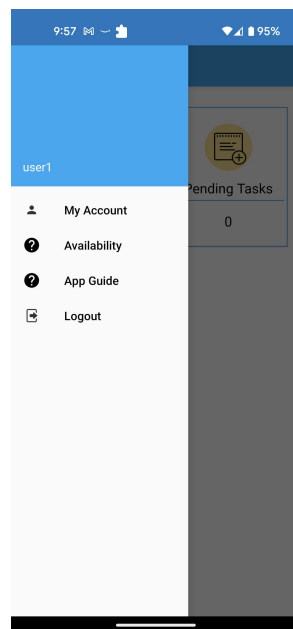 9:57 95%
user1
My Account
Availability
App Guide
Logout
Pending Tasks
0